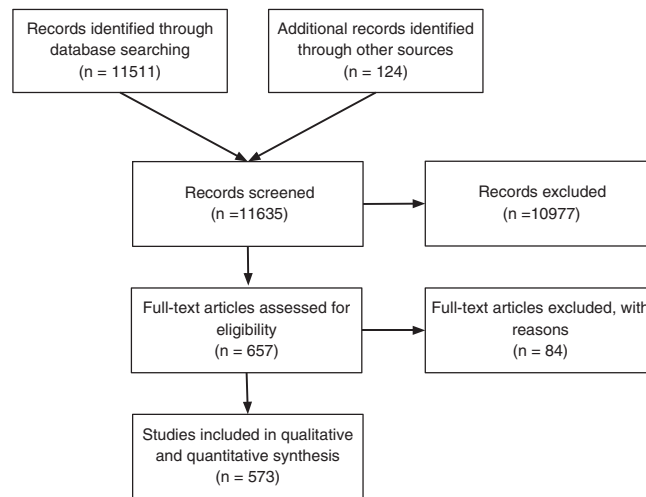 Records identified through
database searching
(n = 11511)
Additional records identified
through other sources
(n = 124)
Records screened
(n =11635)
Records excluded
(n =10977)
Full-text articles assessed for
eligibility
(n = 657)
Full-text articles excluded, with
reasons
(n = 84)
Studies included in qualitative
and quantitative synthesis
(n = 573)